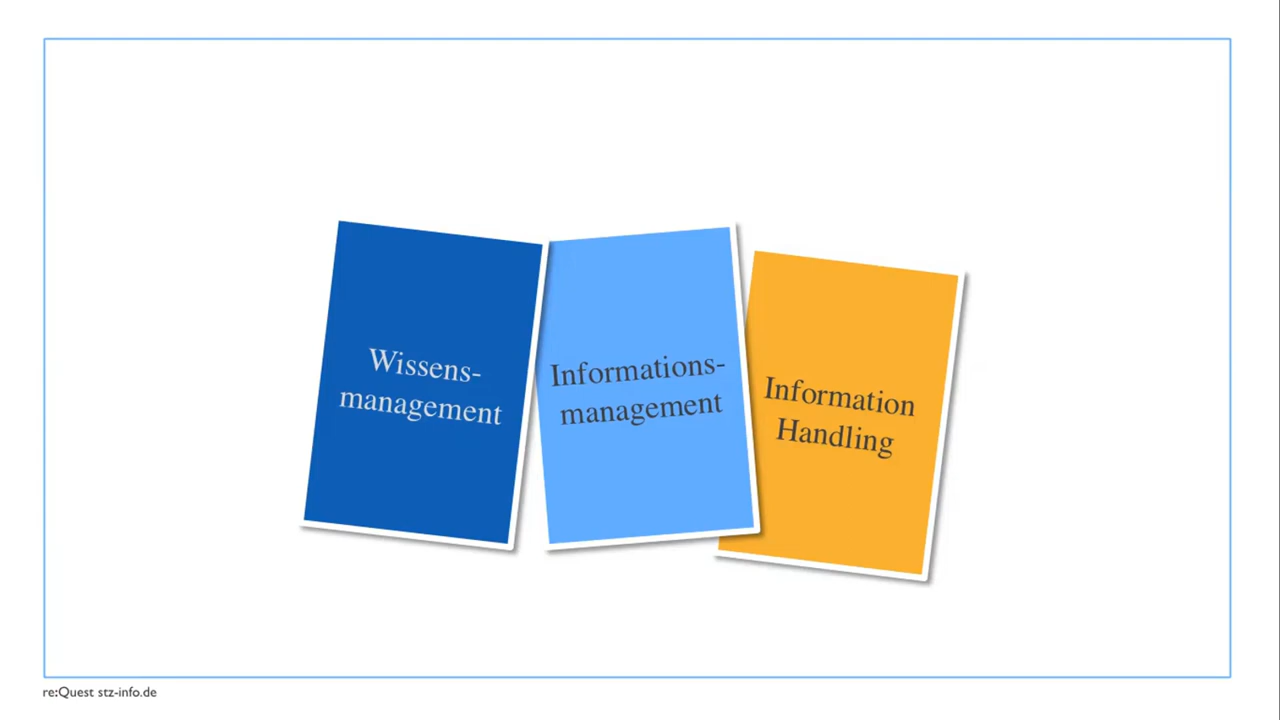 Wissens-
management
Informations-
management
Information
Handling
re:Quest stz-info.de